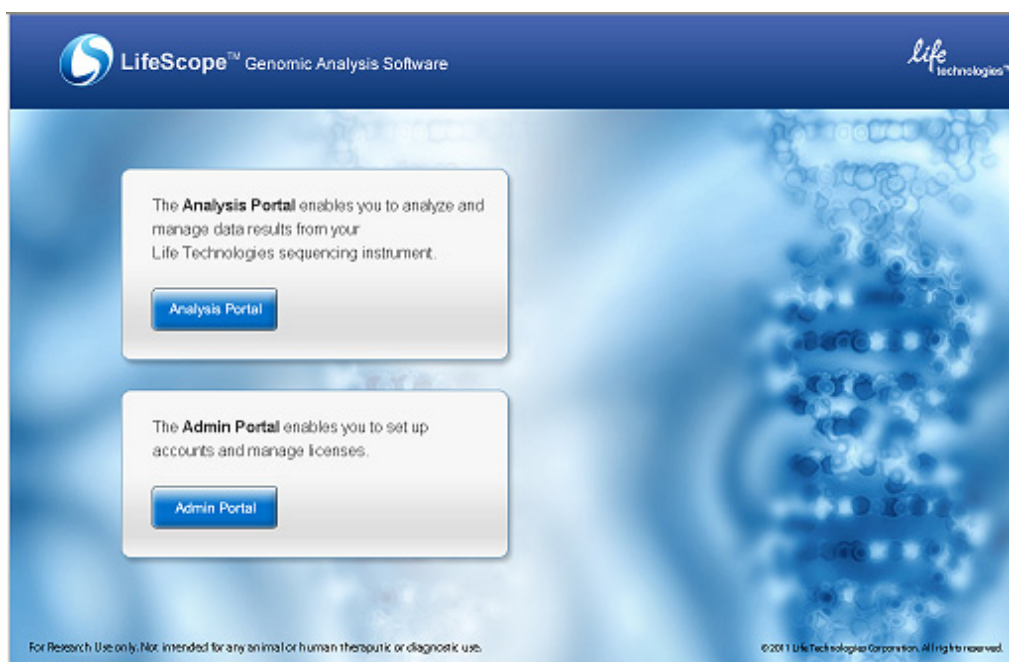 LifeScope™ Genomic Analysis Software
life technologies™
The Analysis Portal enables you to analyze and
manage data results from your
Life Technologies sequencing instrument.
Analysis Portal
The Admin Portal enables you to set up
accounts and manage licenses.
Admin Portal
For Research Use only. Not intended for any animal or human theraputic or diagnostic use.
©2011 Life Technologies Corporation. All rights reserved.